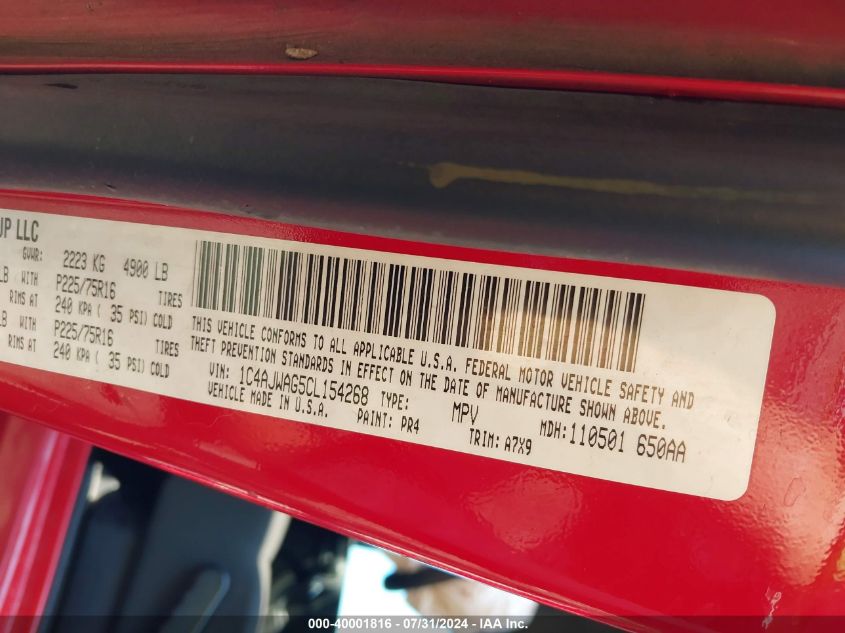 UP LLC
GVWR: 2223 KG 4900 LB
LB WITH P225/75R16 TIRES
RIMS AT 240 KPA ( 35 PSI) COLD
LB WITH P225/75R16 TIRES
RIMS AT 240 KPA ( 35 PSI) COLD
THIS VEHICLE CONFORMS TO ALL APPLICABLE U.S.A. FEDERAL MOTOR VEHICLE SAFETY AND
THEFT PREVENTION STANDARDS IN EFFECT ON THE DATE OF MANUFACTURE SHOWN ABOVE.
VIN: 1C4AJWAG5CL154268 TYPE: MPV MDH:110501 650AA
VEHICLE MADE IN U.S.A. PAINT: PR4 TRIM: A7X9
000-40001816 - 07/31/2024 - IAA Inc.